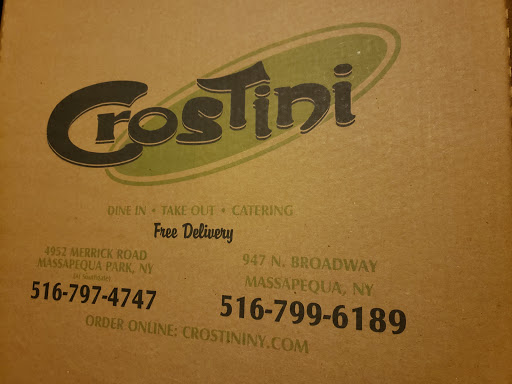 Crostini
DINE IN • TAKE OUT • CATERING
Free Delivery
4952 MERRICK ROAD
MASSAPEQUA PARK, NY
516-797-4747
947 N. BROADWAY
MASSAPEQUA, NY
516-799-6189
ORDER ONLINE: CROSTININY.COM